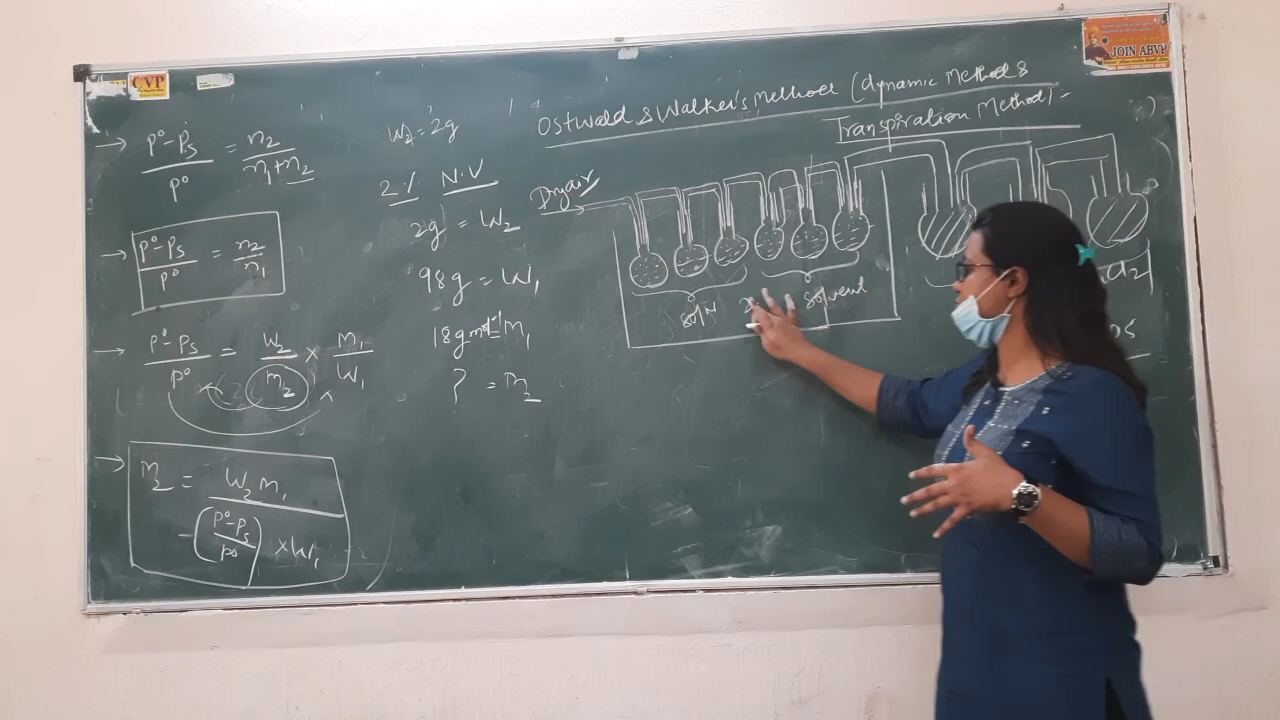 CVP
JOIN ABVP
Ostwald & Walker's Method (dynamic Method &
Transpiration Method) =
→ P° - Ps / P° = n2 / n1 + n2
→ P° - Ps / P° = n2 / n1
→ P° - Ps / P° = W2 / m2 × M1 / W1
→ m2 = W2 m1 / (P° - Ps / P°) × W1
W2 = 2g
2% N.V
2g = W2
98g = W1
18g mol-1 = M1
? = m2
Dry air
soln
solvent